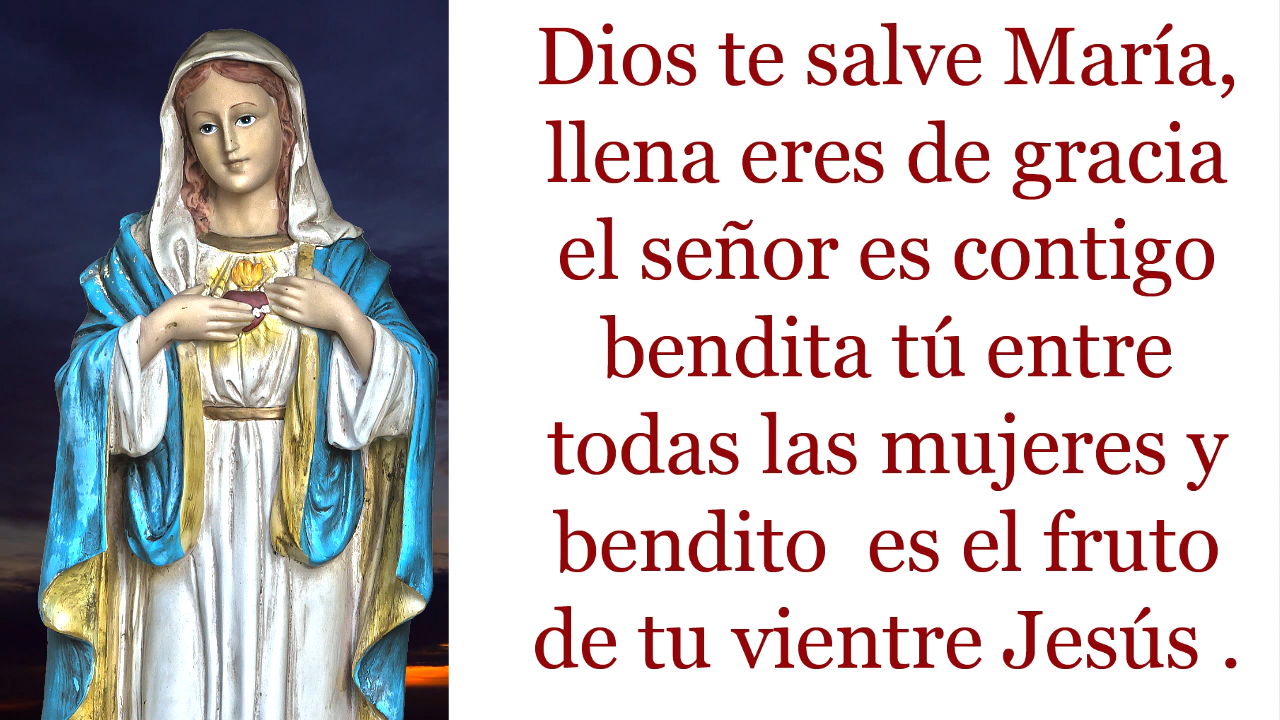 Dios te salve María,
llena eres de gracia
el señor es contigo
bendita tú entre
todas las mujeres y
bendito  es el fruto
de tu vientre Jesús .